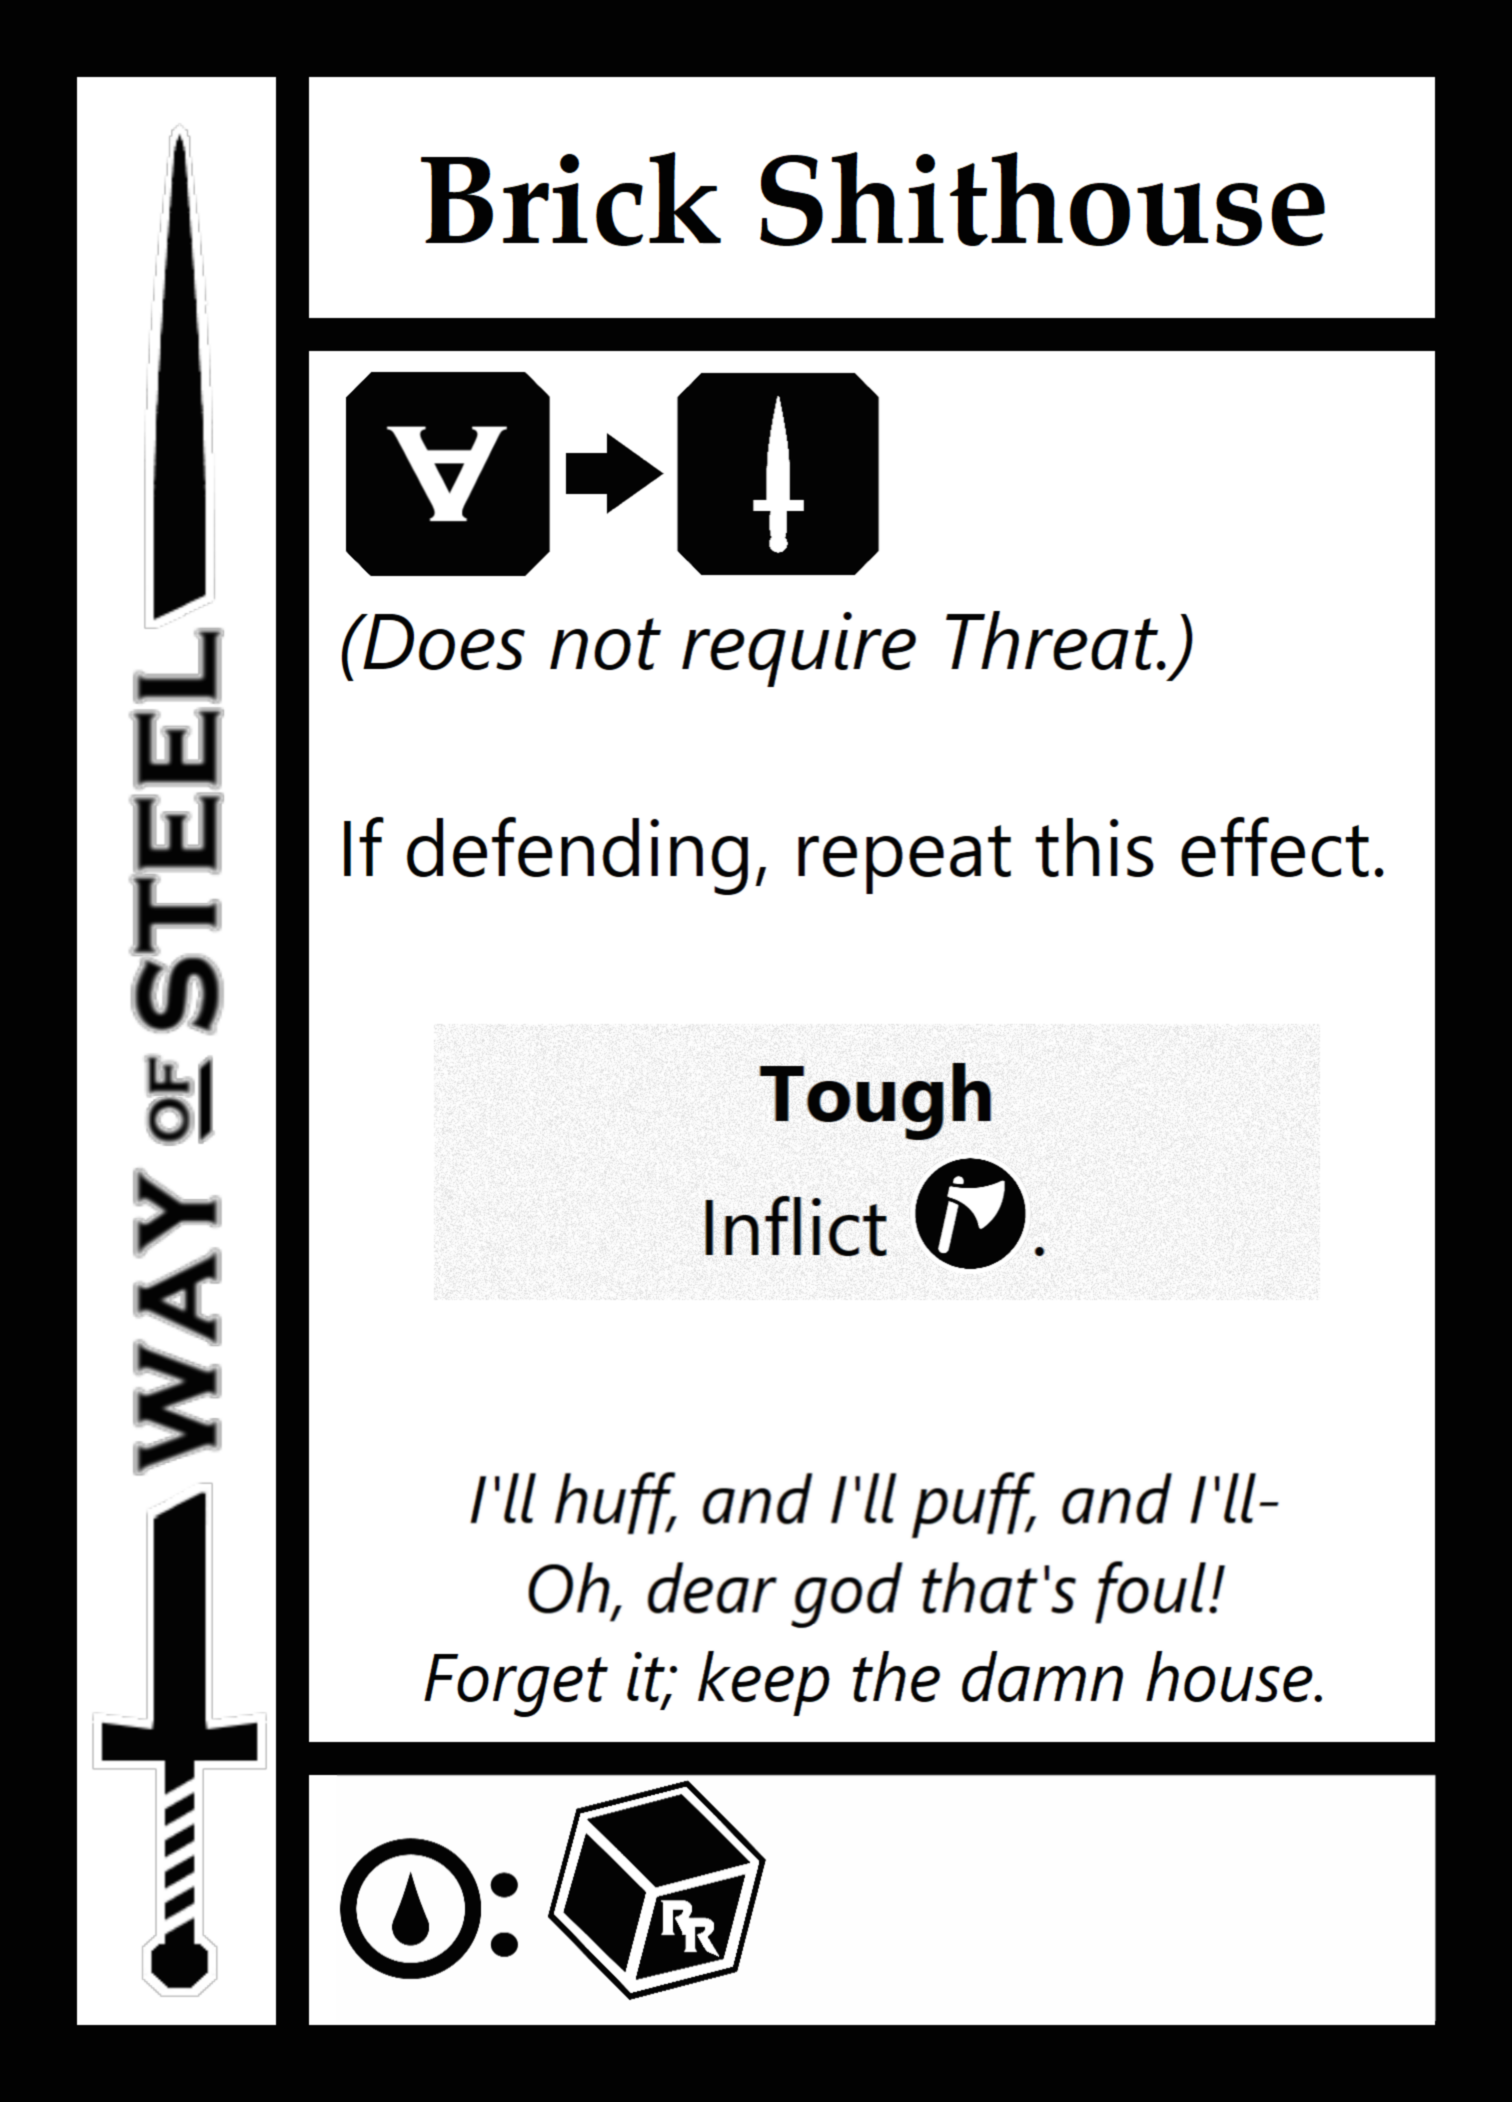 WAY OF STEEL
Brick Shithouse
∀
(Does not require Threat.)
If defending, repeat this effect.
Tough
Inflict .
I'll huff, and I'll puff, and I'll-
Oh, dear god that's foul!
Forget it; keep the damn house.
:
RR